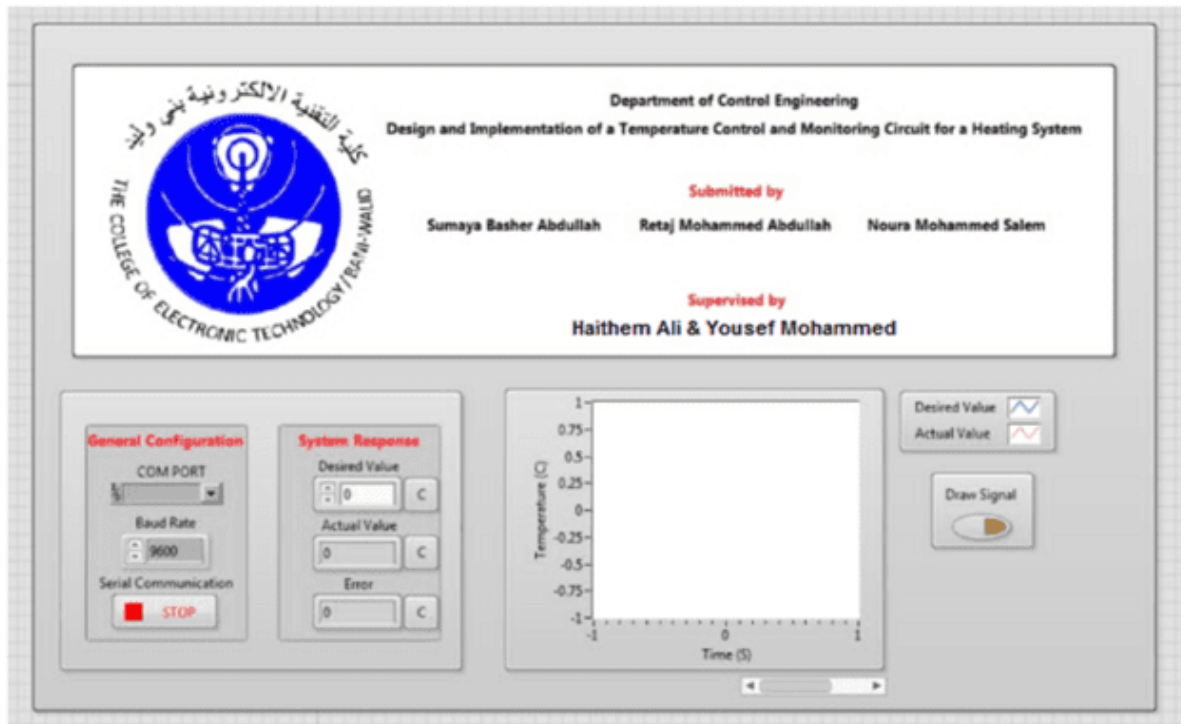 كلية التقنية الالكترونية بني وليد
THE COLLEGE OF ELECTRONIC TECHNOLOGY/BANI-WALID
Department of Control Engineering
Design and Implementation of a Temperature Control and Monitoring Circuit for a Heating System
Submitted by
Sumaya Basher Abdullah Retaj Mohammed Abdullah Noura Mohammed Salem
Supervised by
Haithem Ali & Yousef Mohammed
General Configuration
COM PORT
Baud Rate
9600
Serial Communication
STOP
System Response
Desired Value
0 C
Actual Value
0 C
Error
0 C
Temperature (C)
1
0.75
0.5
0.25
0
-0.25
-0.5
-0.75
-1
-1 0 1
Time (S)
Desired Value
Actual Value
Draw Signal